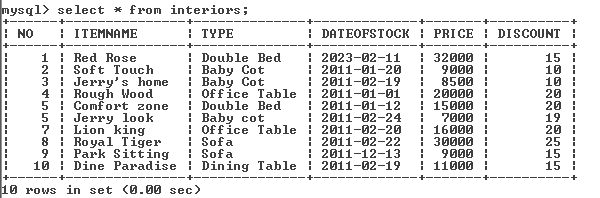 mysql> select * from interiors;
+------+---------------+--------------+-------------+-------+----------+
| NO   | ITEMNAME      | TYPE         | DATEOFSTOCK | PRICE | DISCOUNT |
+------+---------------+--------------+-------------+-------+----------+
|    1 | Red Rose      | Double Bed   | 2023-02-11  | 32000 |       15 |
|    2 | Soft Touch    | Baby Cot     | 2011-01-20  |  9000 |       10 |
|    3 | Jerry's home  | Baby Cot     | 2011-02-19  |  8500 |       10 |
|    4 | Rough Wood    | Office Table | 2011-01-01  | 20000 |       20 |
|    5 | Comfort zone  | Double Bed   | 2011-01-12  | 15000 |       20 |
|    5 | Jerry look    | Baby cot     | 2011-02-24  |  7000 |       19 |
|    7 | Lion king     | Office Table | 2011-02-20  | 16000 |       20 |
|    8 | Royal Tiger   | Sofa         | 2011-02-22  | 30000 |       25 |
|    9 | Park Sitting  | Sofa         | 2011-12-13  |  9000 |       15 |
|   10 | Dine Paradise | Dining Table | 2011-02-19  | 11000 |       15 |
+------+---------------+--------------+-------------+-------+----------+
10 rows in set (0.00 sec)